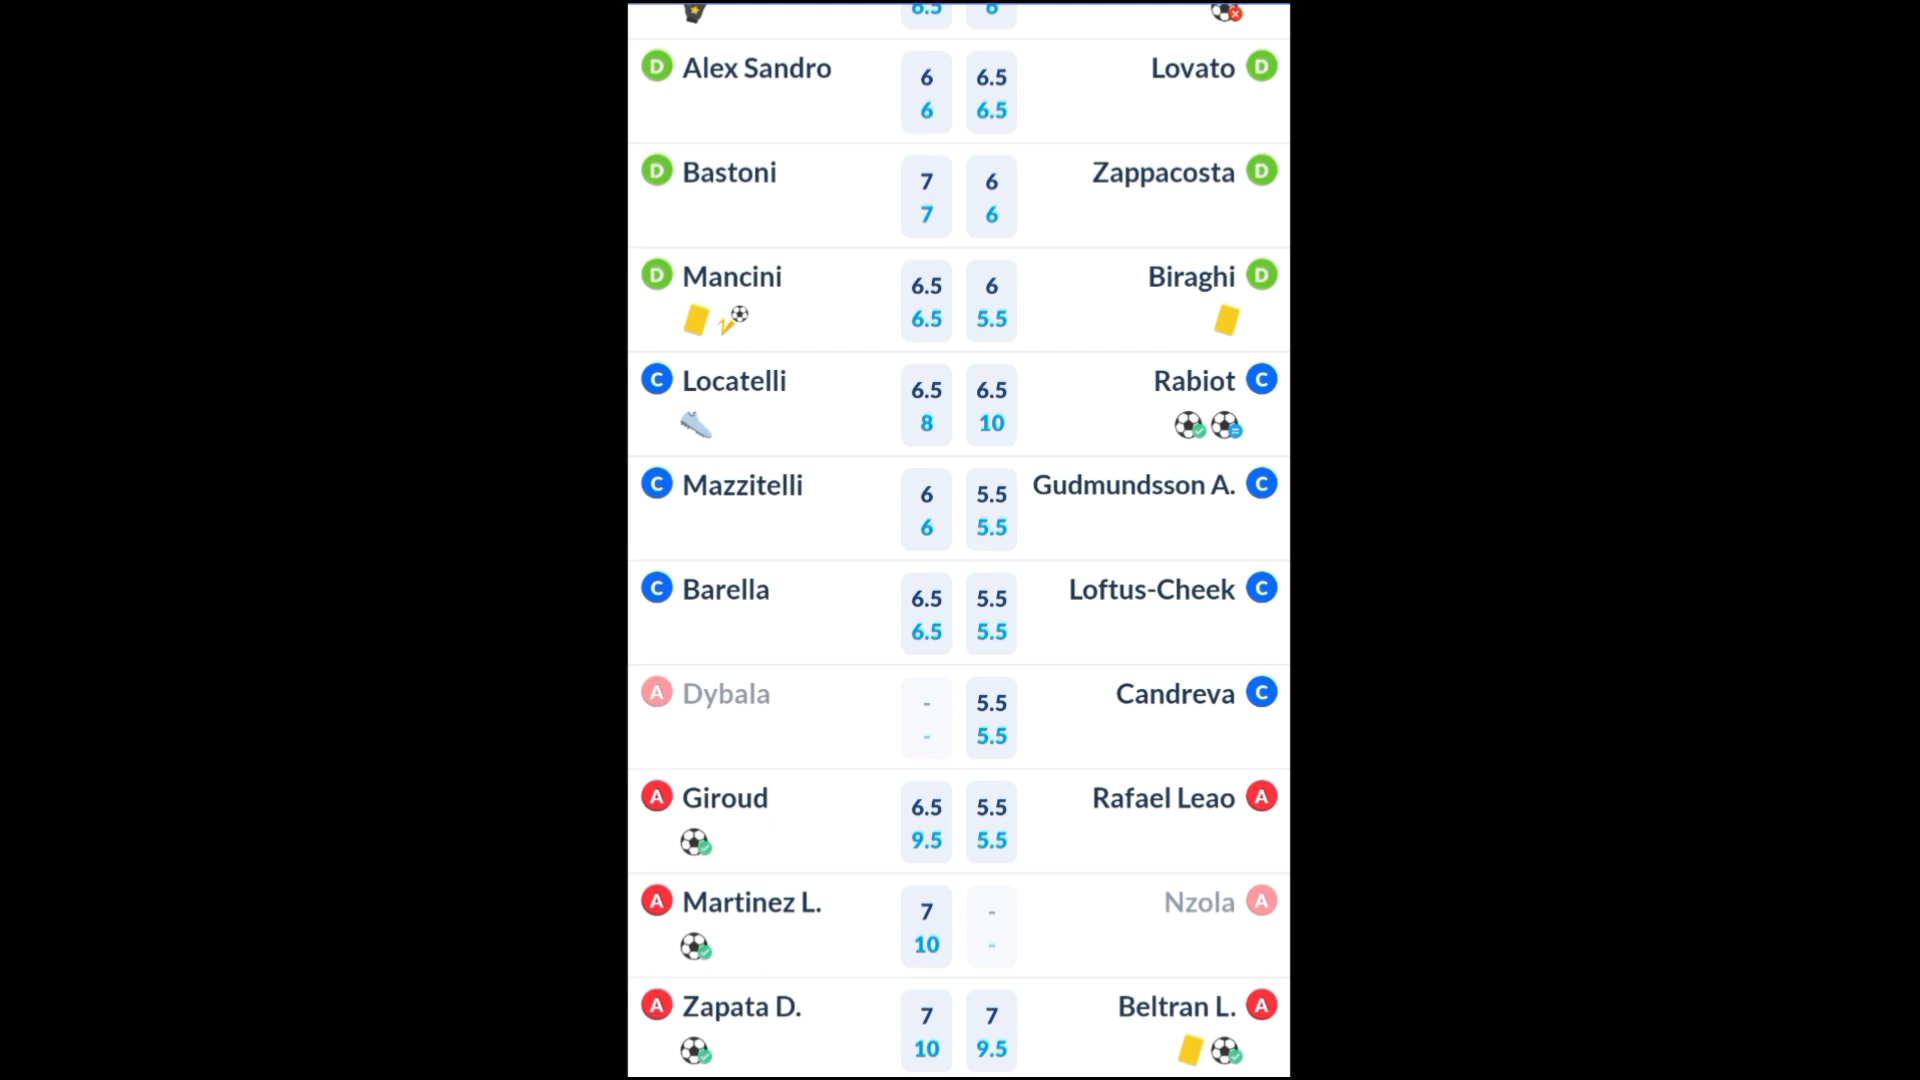 6.5 6
D Alex Sandro 6 6.5 Lovato D
6 6.5
D Bastoni 7 6 Zappacosta D
7 6
D Mancini 6.5 6 Biraghi D
6.5 5.5
C Locatelli 6.5 6.5 Rabiot C
8 10
C Mazzitelli 6 5.5 Gudmundsson A. C
6 5.5
C Barella 6.5 5.5 Loftus-Cheek C
6.5 5.5
A Dybala - 5.5 Candreva C
- 5.5
A Giroud 6.5 5.5 Rafael Leao A
9.5 5.5
A Martinez L. 7 - Nzola A
10 -
A Zapata D. 7 7 Beltran L. A
10 9.5